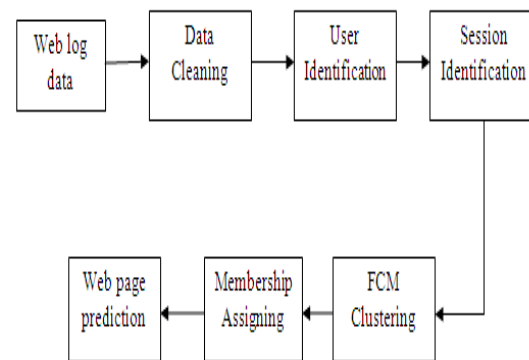 Web log
data
Data
Cleaning
User
Identification
Session
Identification
FCM
Clustering
Membership
Assigning
Web page
prediction